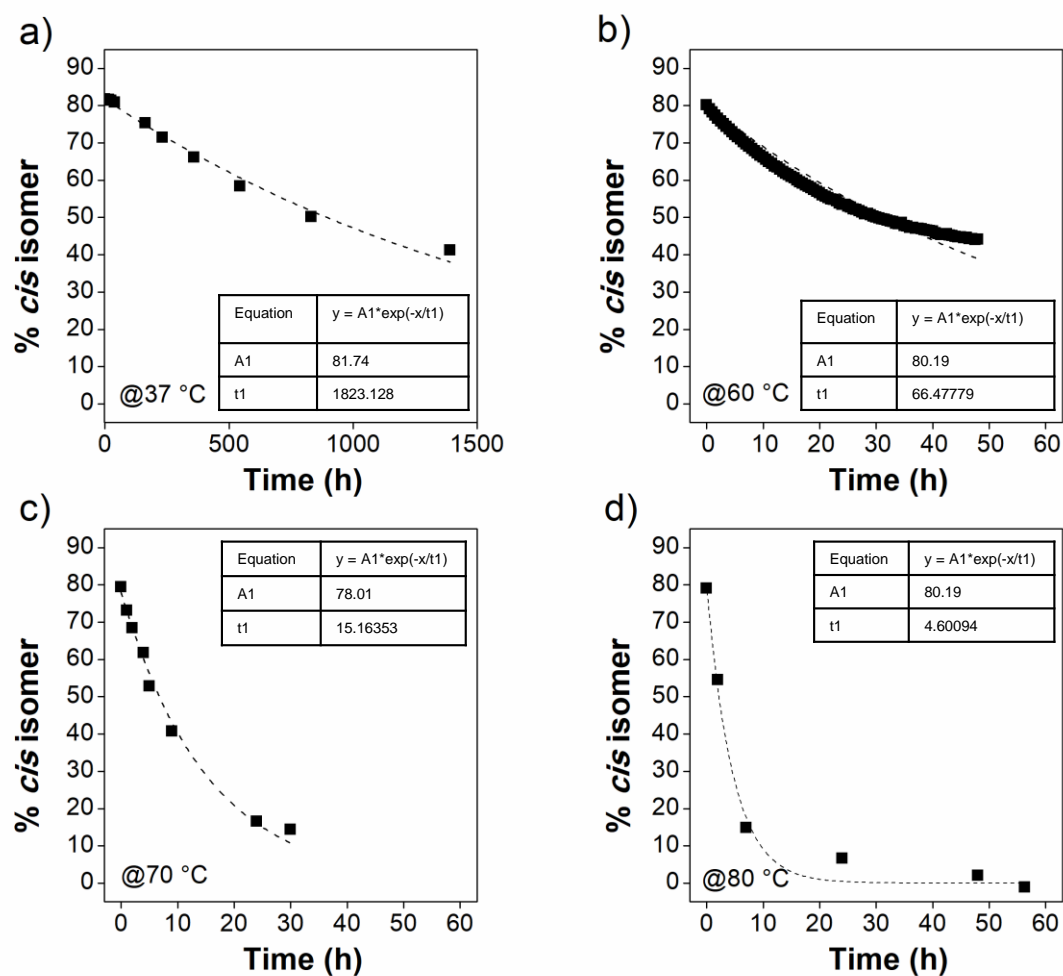 a)
% cis isomer
90
80
70
60
50
40
30
20
10
0
Equation y = A1*exp(-x/t1)
A1 81.74
t1 1823.128
@37 °C
0 500 1000 1500
Time (h)
b)
% cis isomer
90
80
70
60
50
40
30
20
10
0
Equation y = A1*exp(-x/t1)
A1 80.19
t1 66.47779
@60 °C
0 10 20 30 40 50 60
Time (h)
c)
% cis isomer
90
80
70
60
50
40
30
20
10
0
Equation y = A1*exp(-x/t1)
A1 78.01
t1 15.16353
@70 °C
0 10 20 30 40 50 60
Time (h)
d)
% cis isomer
90
80
70
60
50
40
30
20
10
0
Equation y = A1*exp(-x/t1)
A1 80.19
t1 4.60094
@80 °C
0 10 20 30 40 50 60
Time (h)